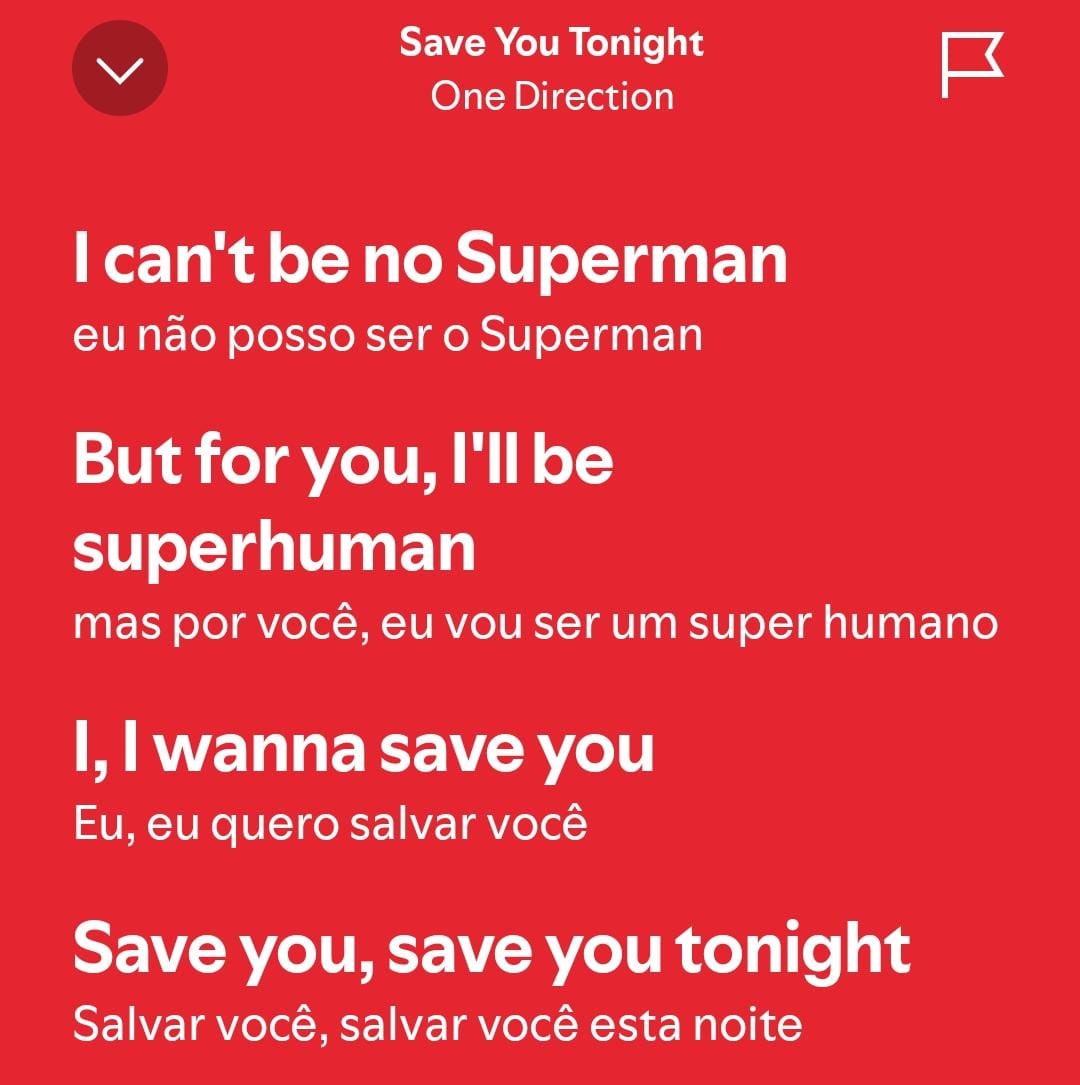 Save You Tonight
One Direction
I can't be no Superman
eu não posso ser o Superman
But for you, I'll be
superhuman
mas por você, eu vou ser um super humano
I, I wanna save you
Eu, eu quero salvar você
Save you, save you tonight
Salvar você, salvar você esta noite